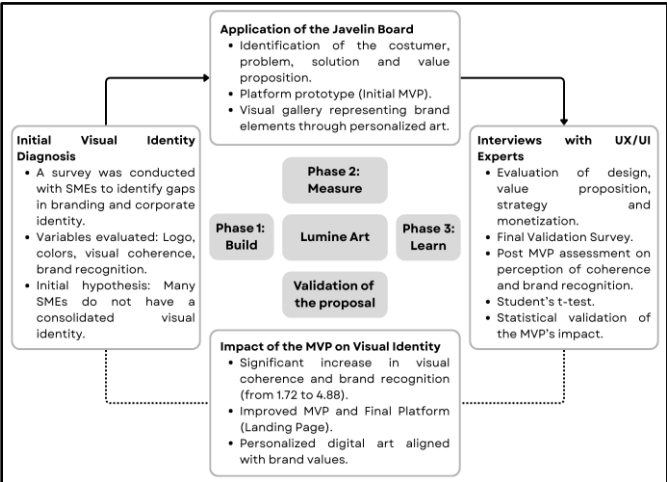 Application of the Javelin Board
• Identification of the costumer,
problem, solution and value
proposition.
• Platform prototype (Initial MVP).
• Visual gallery representing brand
elements through personalized art.
Initial Visual Identity
Diagnosis
• A survey was conducted
with SMEs to identify gaps
in branding and corporate
identity.
• Variables evaluated: Logo,
colors, visual coherence,
brand recognition.
• Initial hypothesis: Many
SMEs do not have a
consolidated visual
identity.
Phase 2:
Measure
Phase 1:
Build
Lumine Art
Phase 3:
Learn
Validation of
the proposal
Interviews with UX/UI
Experts
• Evaluation of design,
value proposition,
strategy and
monetization.
• Final Validation Survey.
• Post MVP assessment on
perception of coherence
and brand recognition.
• Student's t-test.
• Statistical validation of
the MVP's impact.
Impact of the MVP on Visual Identity
• Significant increase in visual
coherence and brand recognition
(from 1.72 to 4.88).
• Improved MVP and Final Platform
(Landing Page).
• Personalized digital art aligned
with brand values.